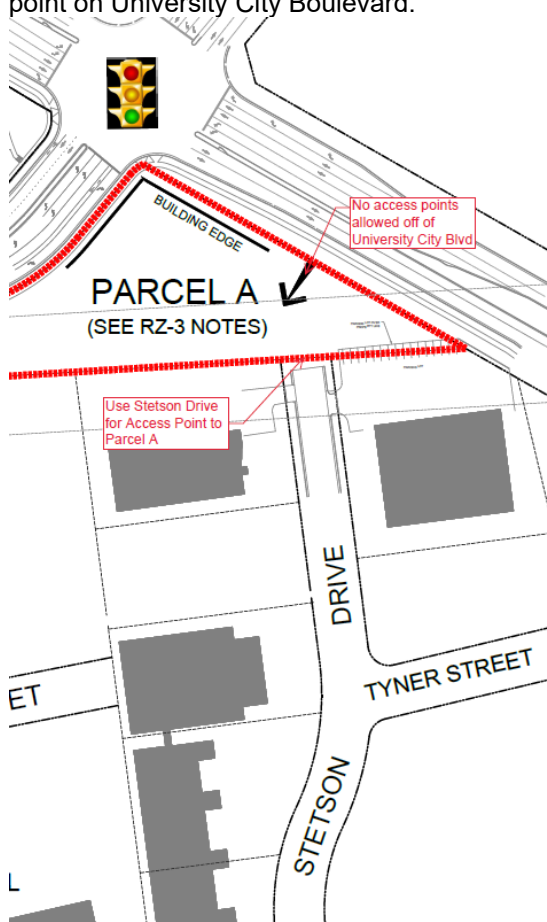 point on University City Boulevard.
No access points
allowed off of
University City Blvd
BUILDING EDGE
PARCEL A
(SEE RZ-3 NOTES)
Use Stetson Drive
for Access Point to
Parcel A
DRIVE
TYNER STREET
ET
STETSON
L